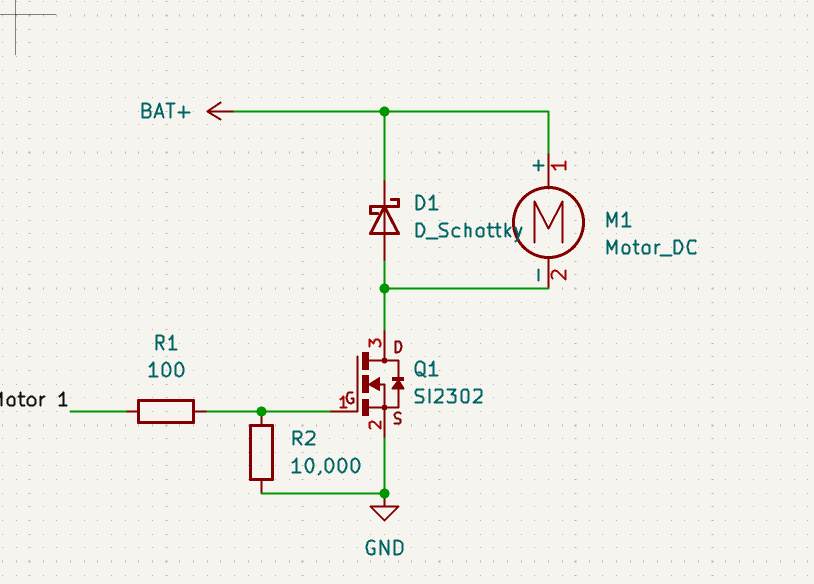 BAT+
+
1
D1
D_Schottky
M
M1
Motor_DC
-
2
R1
100
3
D
Q1
SI2302
Motor 1
1
G
S
2
R2
10,000
GND